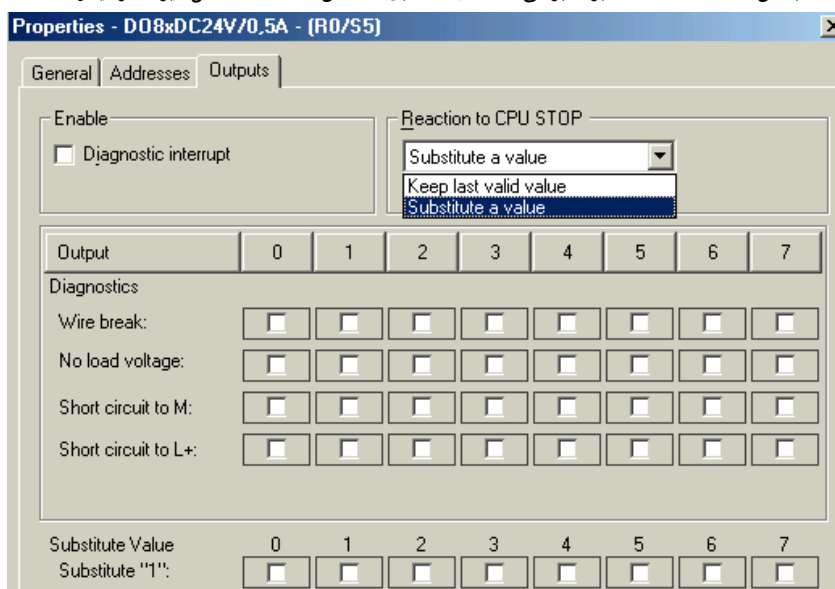 Properties - DO8xDC24V/0,5A - (R0/S5)
General Addresses Outputs
Enable
Diagnostic interrupt
Reaction to CPU STOP
Substitute a value
Keep last valid value
Substitute a value
Output 0 1 2 3 4 5 6 7
Diagnostics
Wire break:
No load voltage:
Short circuit to M:
Short circuit to L+:
Substitute Value 0 1 2 3 4 5 6 7
Substitute "1":